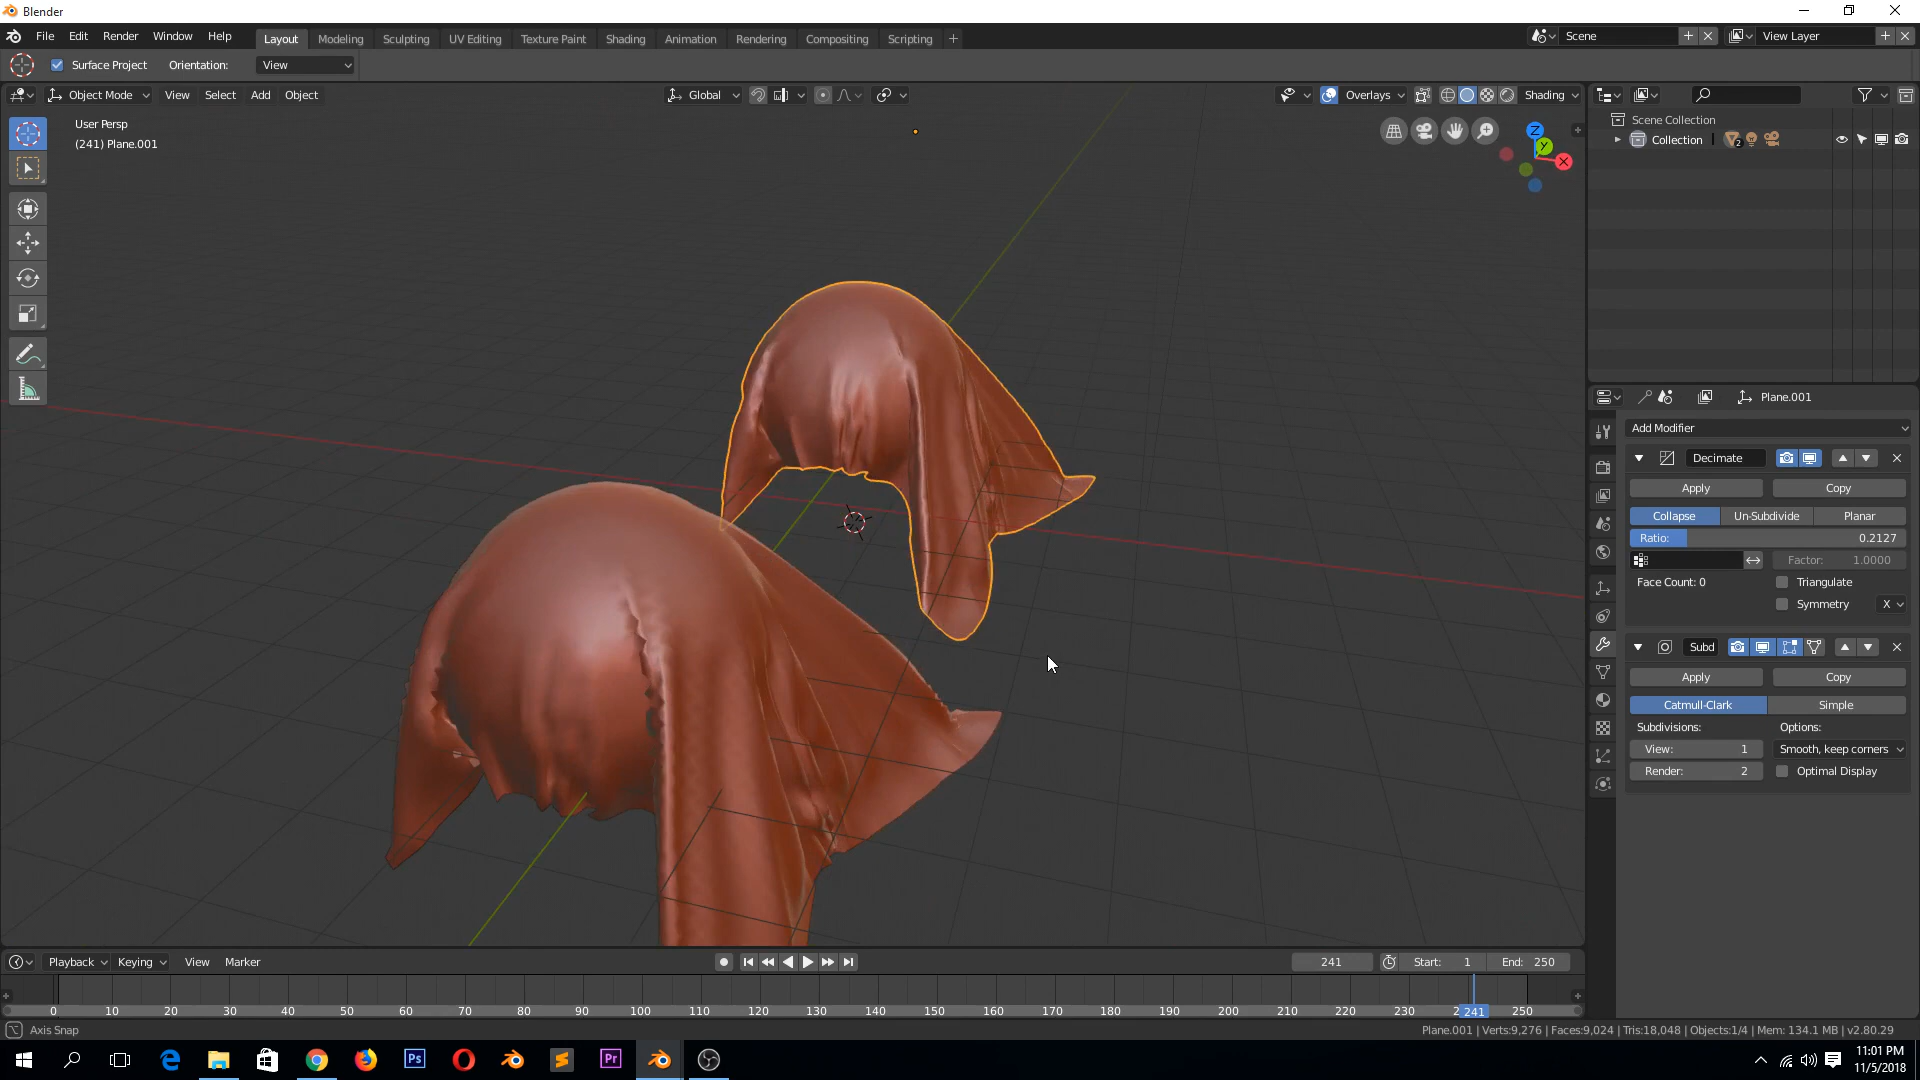 Blender
File Edit Render Window Help Layout Modeling Sculpting UV Editing Texture Paint Shading Animation Rendering Compositing Scripting + Scene View Layer
Surface Project Orientation: View
Object Mode View Select Add Object Global Overlays Shading
User Persp
(241) Plane.001
Z
Y
X
Scene Collection
Collection 2
Plane.001
Add Modifier
Decimate
Apply Copy
Collapse Un-Subdivide Planar
Ratio: 0.2127
Factor: 1.0000
Face Count: 0 Triangulate
Symmetry X
Subd
Apply Copy
Catmull-Clark Simple
Subdivisions: Options:
View: 1 Smooth, keep corners
Render: 2 Optimal Display
Playback Keying View Marker 241 Start: 1 End: 250
0 10 20 30 40 50 60 70 80 90 100 110 120 130 140 150 160 170 180 190 200 210 220 230 2 241 250
Axis Snap Plane.001 | Verts:9,276 | Faces:9,024 | Tris:18,048 | Objects:1/4 | Mem: 134.1 MB | v2.80.29
Ps Pr
11:01 PM
11/5/2018